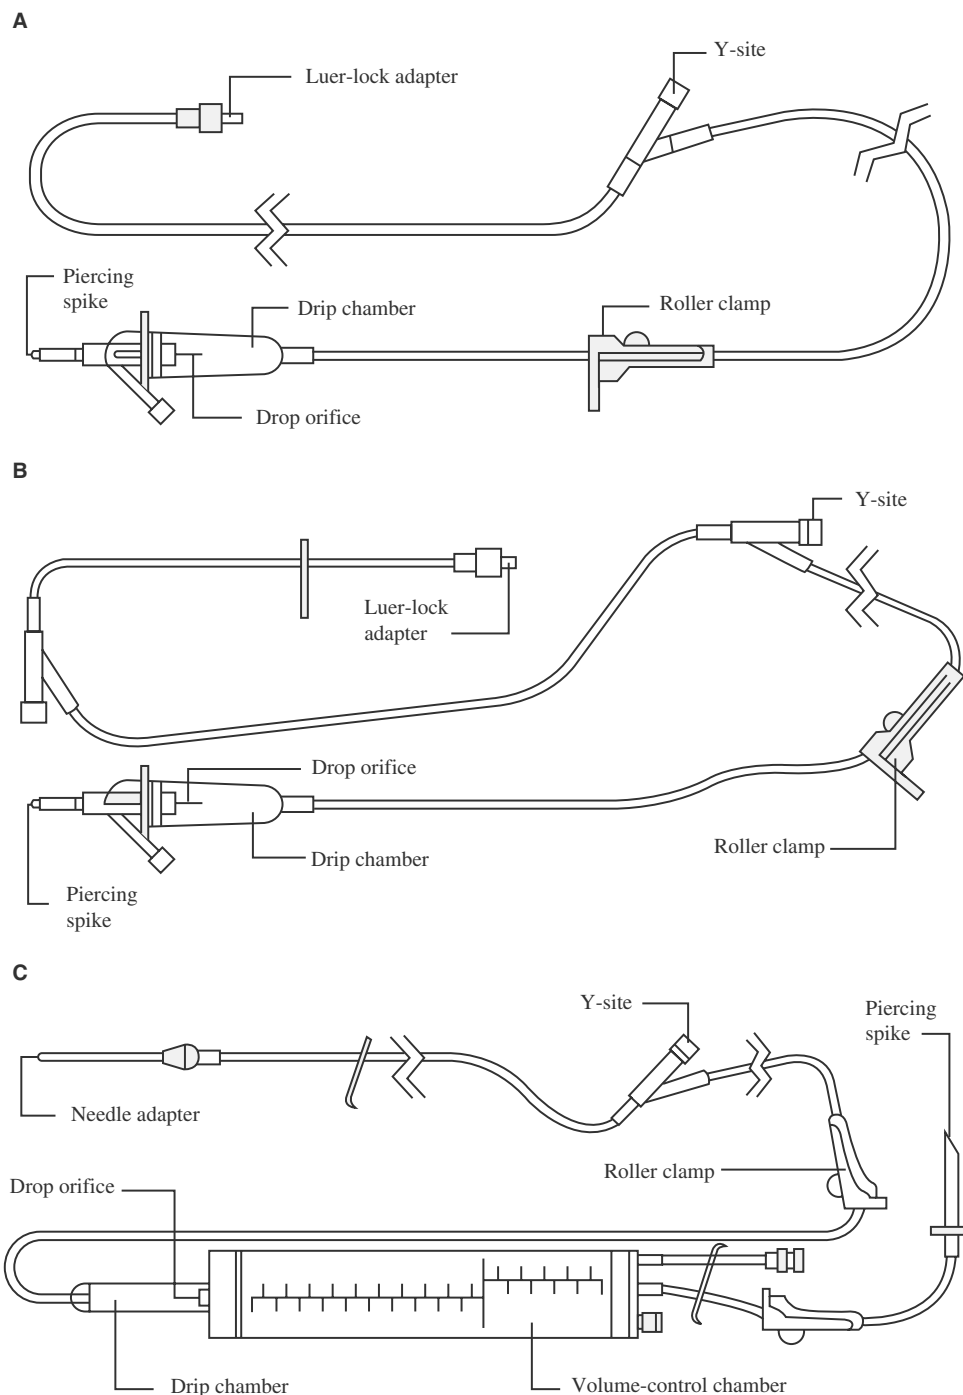 A
Y-site
Luer-lock adapter
Piercing
spike
Drip chamber
Roller clamp
Drop orifice
B
Y-site
Luer-lock
adapter
Drop orifice
Drip chamber
Roller clamp
Piercing
spike
C
Y-site
Piercing
spike
Needle adapter
Roller clamp
Drop orifice
Drip chamber
Volume-control chamber